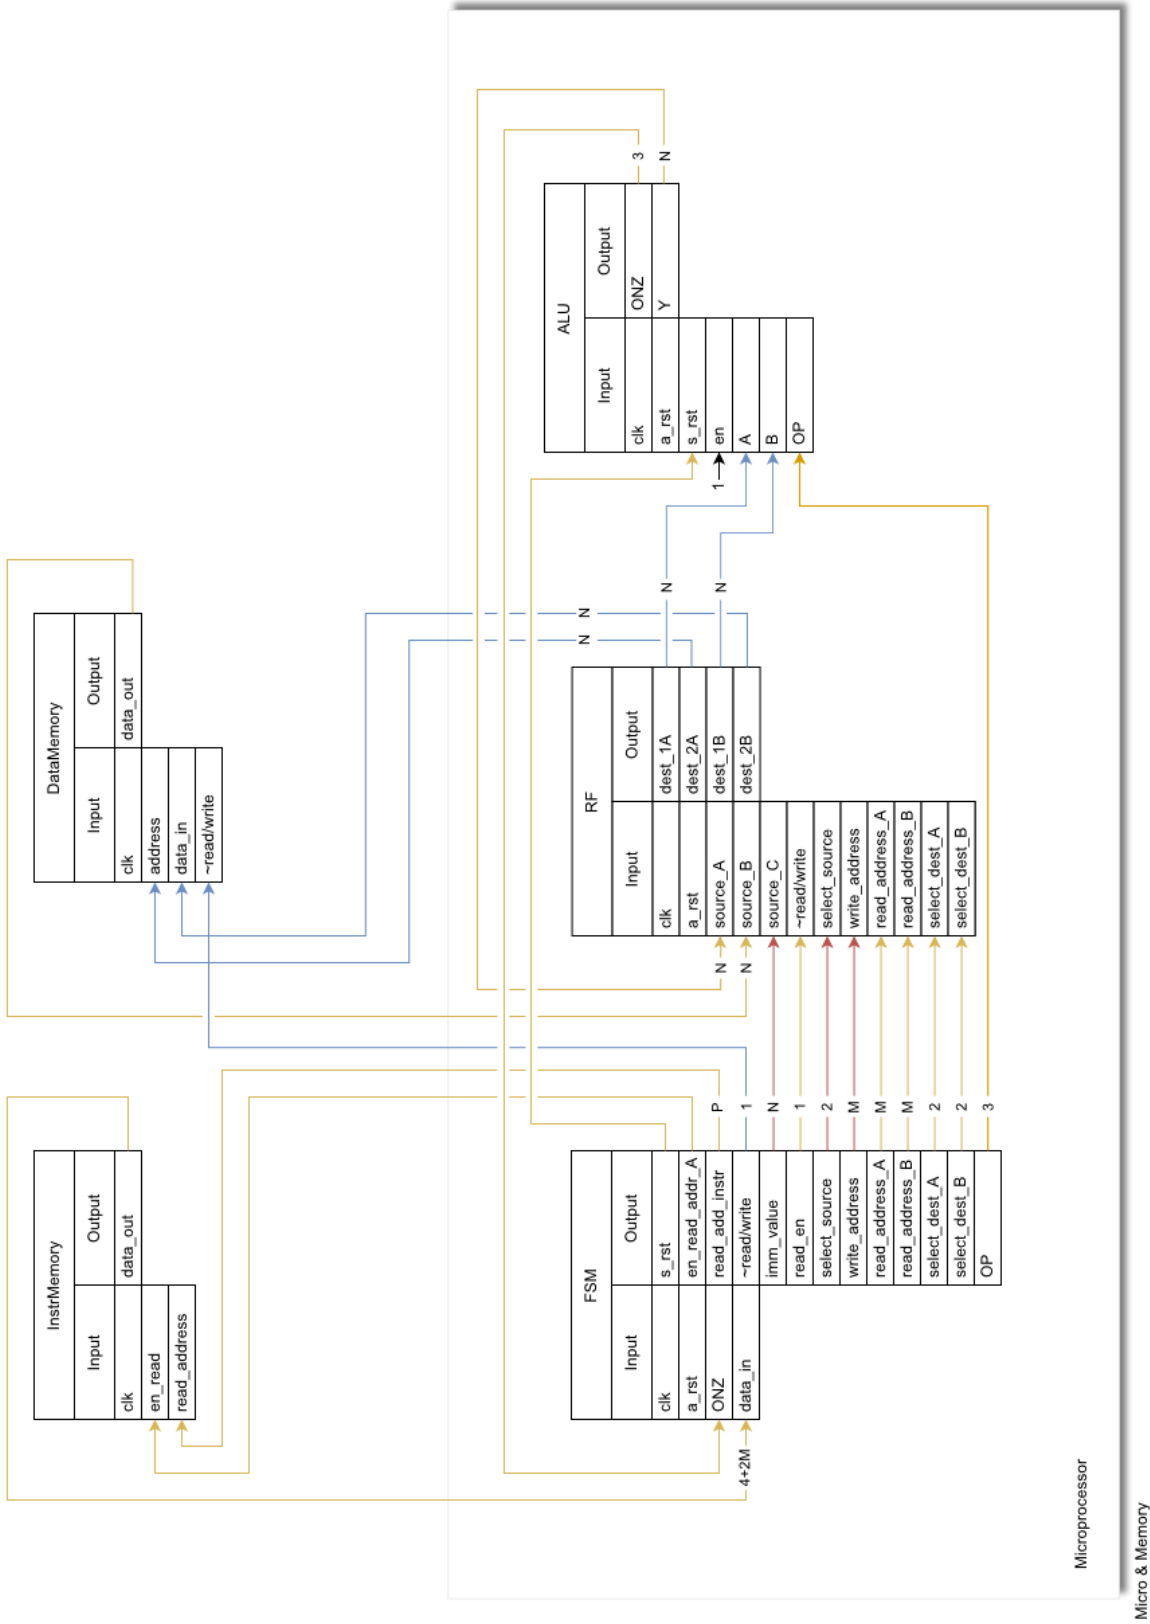 InstrMemory
Input
Output
clk
data_out
en_read
read_address
DataMemory
Input
Output
clk
data_out
address
data_in
~read/write
FSM
Input
Output
clk
s_rst
a_rst
en_read_addr_A
ONZ
read_add_instr
data_in
~read/write
imm_value
read_en
select_source
write_address
read_address_A
read_address_B
select_dest_A
select_dest_B
OP
4+2M
P
1
N
1
2
M
M
M
2
2
3
RF
Input
Output
clk
dest_1A
a_rst
dest_2A
source_A
dest_1B
source_B
dest_2B
source_C
~read/write
select_source
write_address
read_address_A
read_address_B
select_dest_A
select_dest_B
N
N
N
N
N
N
ALU
Input
Output
clk
ONZ
a_rst
Y
s_rst
en
A
B
OP
1
3
N
Microprocessor
Micro & Memory